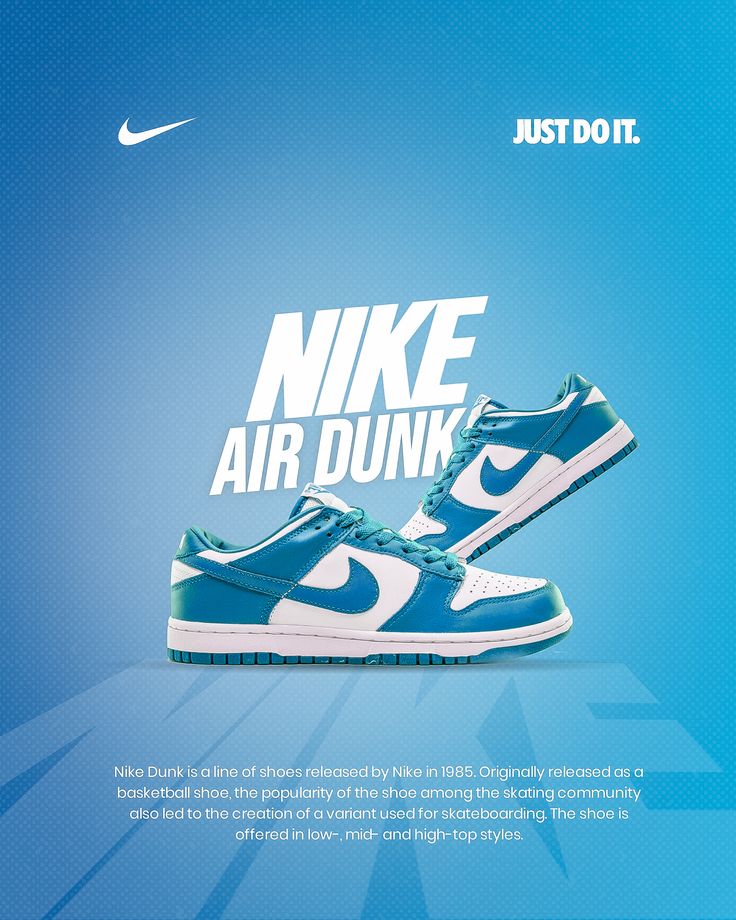 JUST DO IT.
NIKE
AIR DUNK
NIKE
Nike Dunk is a line of shoes released by Nike in 1985. Originally released as a
basketball shoe, the popularity of the shoe among the skating community
also led to the creation of a variant used for skateboarding. The shoe is
offered in low-, mid- and high-top styles.